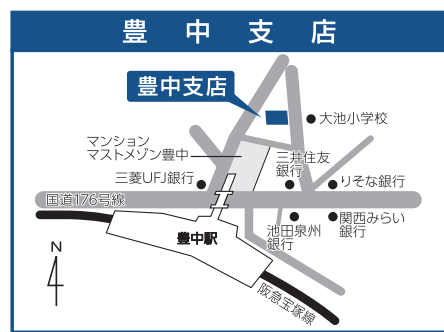 豊中支店
豊中支店
大池小学校
マンション
マストメゾン豊中
三井住友
銀行
三菱UFJ銀行
りそな銀行
国道176号線
関西みらい
銀行
池田泉州
銀行
豊中駅
N
阪急宝塚線